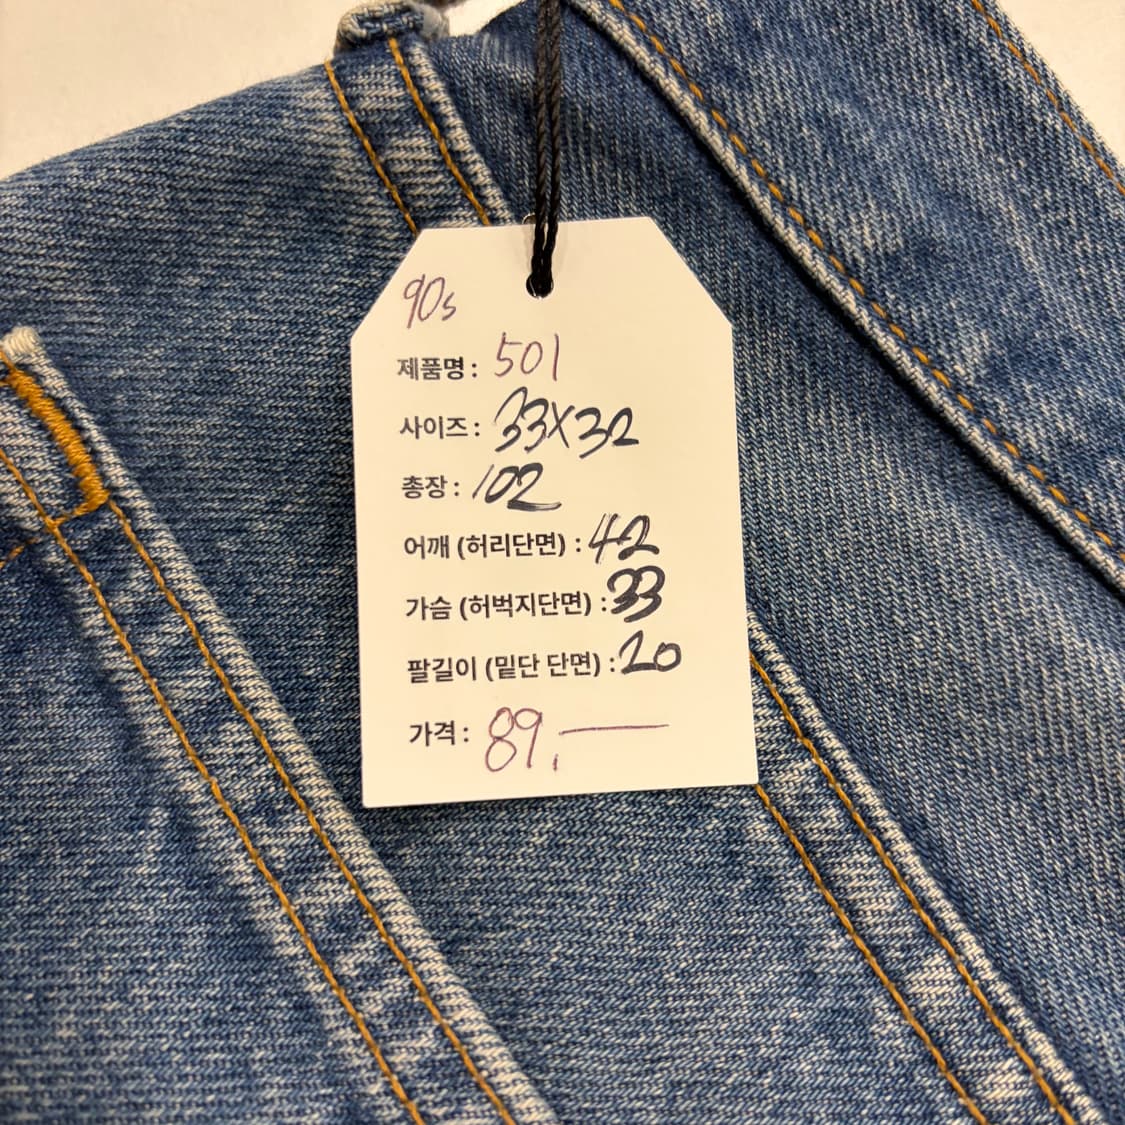 90s
제품명 : 501
사이즈 : 33X32
총장 : 102
어깨 (허리단면) : 42
가슴 (허벅지단면) : 33
팔길이 (밑단 단면) : 20
가격 : 89,—